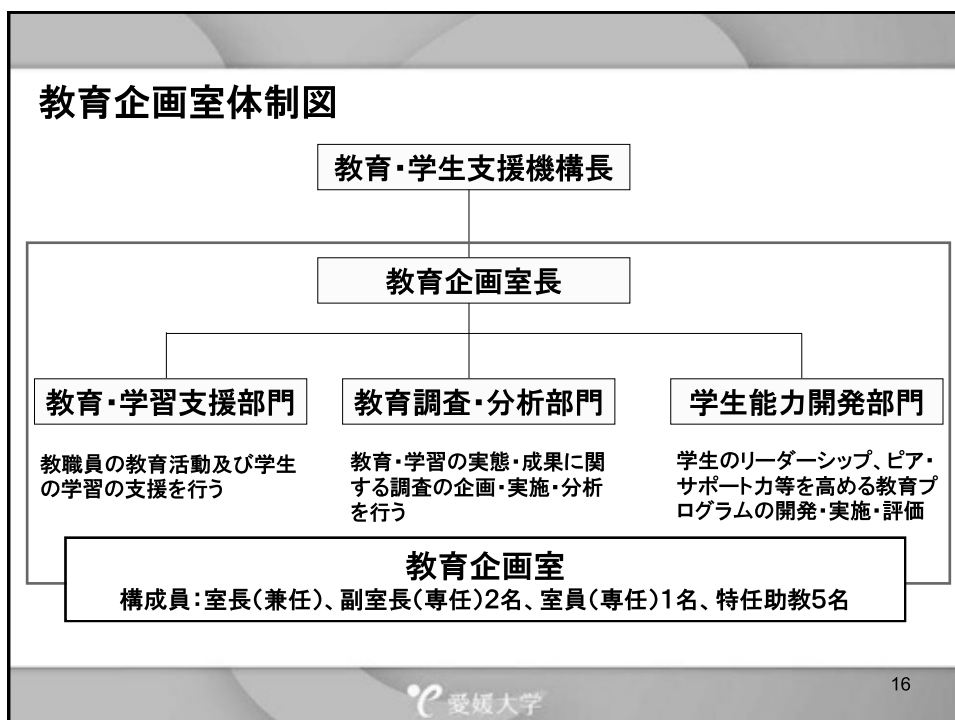 教育企画室体制図
教育・学生支援機構長
教育企画室長
教育・学習支援部門
教育調査・分析部門
学生能力開発部門
教職員の教育活動及び学生
の学習の支援を行う
教育・学習の実態・成果に関
する調査の企画・実施・分析
を行う
学生のリーダーシップ、ピア・
サポート力等を高める教育プ
ログラムの開発・実施・評価
教育企画室
構成員：室長（兼任）、副室長（専任）2名、室員（専任）1名、特任助教5名
愛媛大学
16